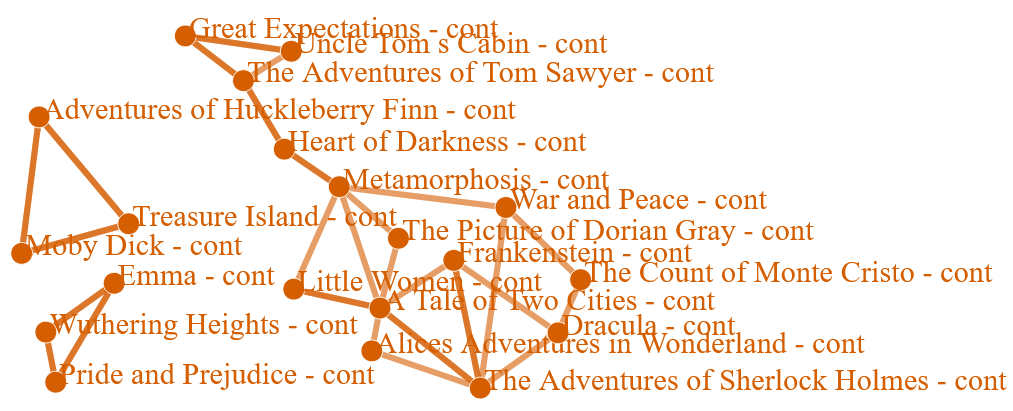 Great Expectations - cont
Uncle Tom s Cabin - cont
The Adventures of Tom Sawyer - cont
Adventures of Huckleberry Finn - cont
Heart of Darkness - cont
Metamorphosis - cont
War and Peace - cont
Treasure Island - cont
The Picture of Dorian Gray - cont
Moby Dick - cont
Frankenstein - cont
Emma - cont
The Count of Monte Cristo - cont
Little Women - cont
A Tale of Two Cities - cont
Wuthering Heights - cont
Dracula - cont
Alices Adventures in Wonderland - cont
Pride and Prejudice - cont
The Adventures of Sherlock Holmes - cont